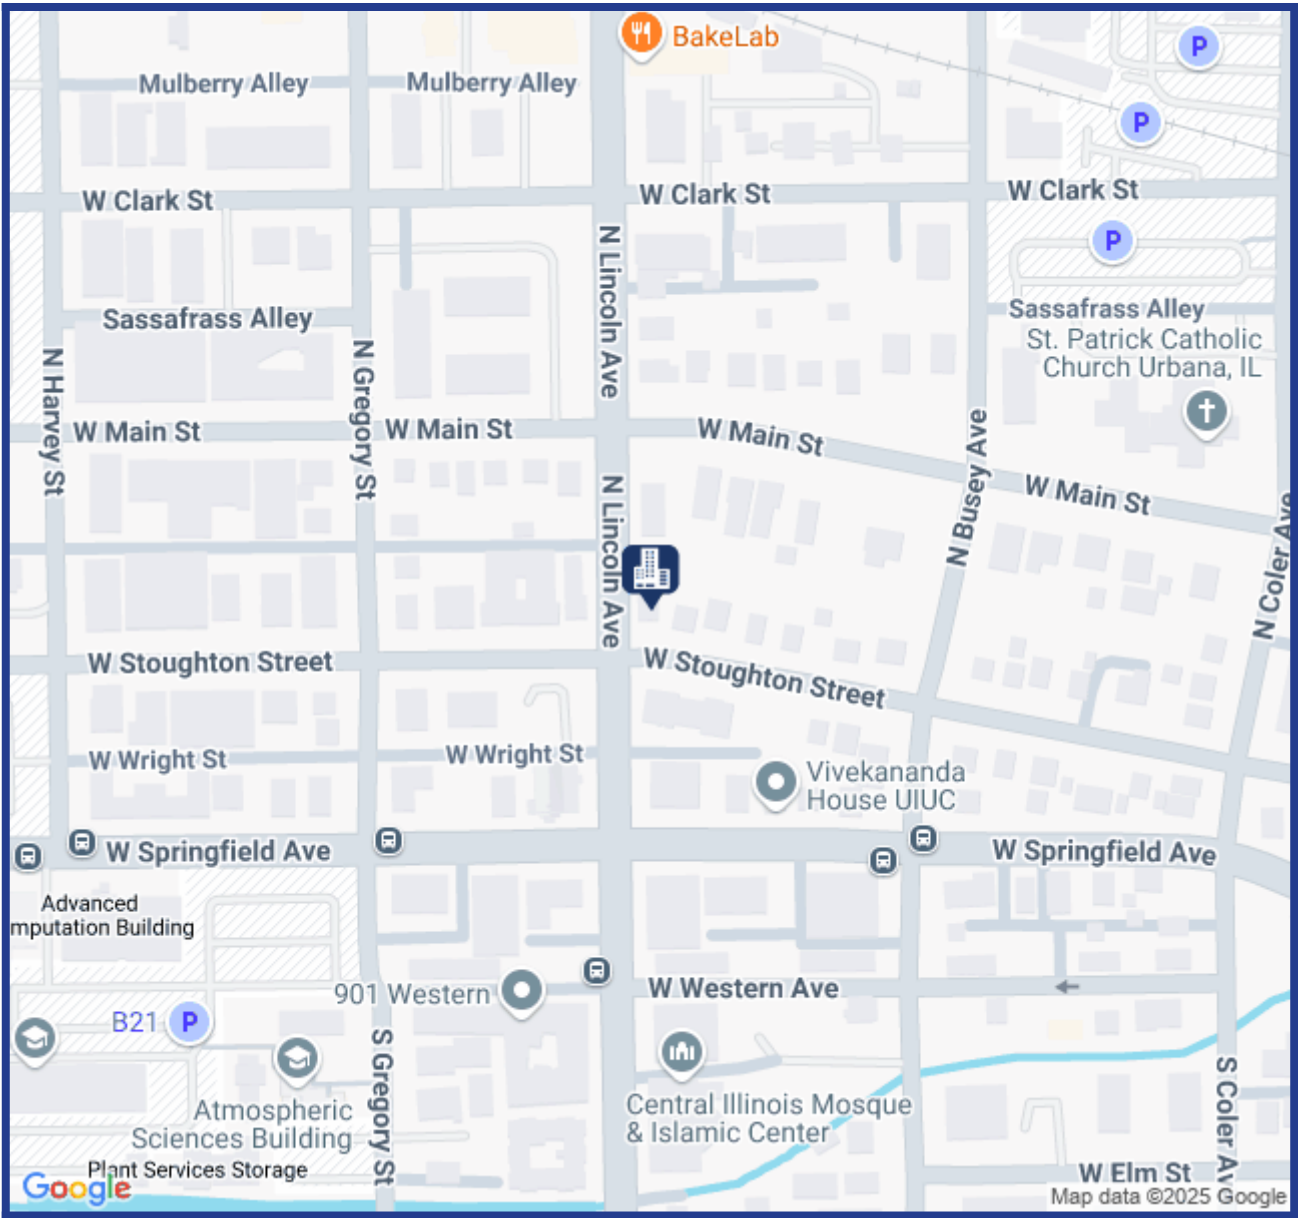 BakeLab
P
Mulberry Alley
Mulberry Alley
P
W Clark St
W Clark St
W Clark St
P
N Lincoln Ave
Sassafrass Alley
Sassafrass Alley
St. Patrick Catholic
Church Urbana, IL
N Harvey St
N Gregory St
W Main St
W Main St
W Main St
N Busey Ave
W Main St
N Lincoln Ave
N Coler Ave
W Stoughton Street
W Stoughton Street
W Wright St
W Wright St
Vivekananda
House UIUC
W Springfield Ave
W Springfield Ave
Advanced
mputation Building
901 Western
W Western Ave
B21
P
S Gregory St
Atmospheric
Sciences Building
Central Illinois Mosque
& Islamic Center
S Coler Av
Plant Services Storage
W Elm St
Google
Map data ©2025 Google